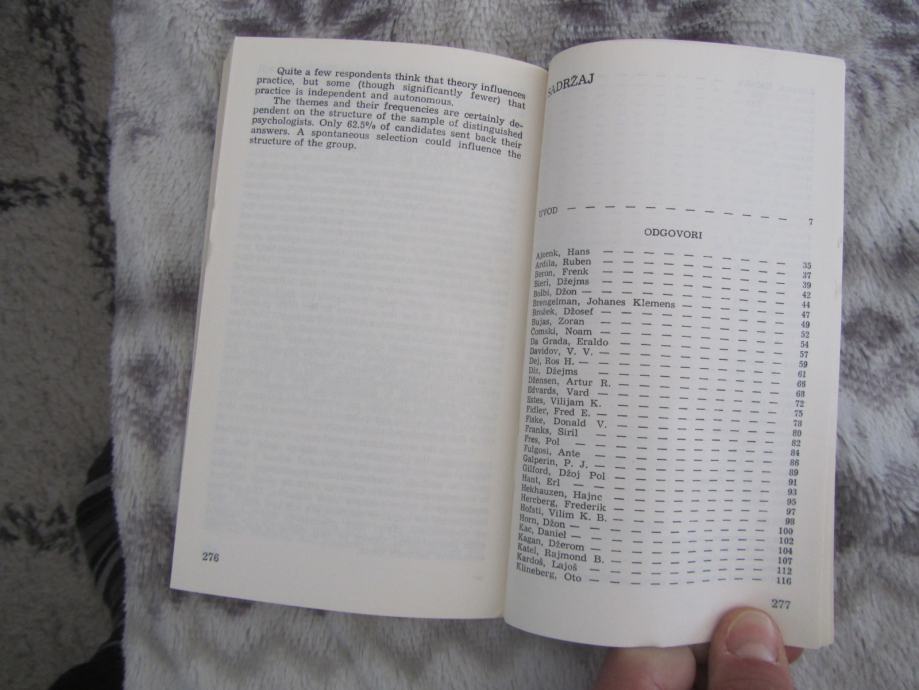 Quite a few respondents think that theory influences
practice, but some (though significantly fewer) that
practice is independent and autonomous.
The themes and their frequencies are certainly de-
pendent on the structure of the sample of distinguished
psychologists. Only 62.5% of candidates sent back their
answers. A spontaneous selection could influence the
structure of the group.
276
SADRŽAJ
UVOD — — — — — — — — — — — — 7
ODGOVORI
Ajzenk, Hans — — — — — — — — — — 35
Ardila, Ruben — — — — — — — — — — 37
Beron, Frenk — — — — — — — — — — 39
Bieri, Džejms — — — — — — — — — — 42
Bolbi, Džon — — — — — — — — — — — 44
Brengelman, Johanes Klemens — — — — — — 47
Brožek, Džosef — — — — — — — — — — 49
Bujas, Zoran — — — — — — — — — — 52
Čomski, Noam — — — — — — — — — — 54
Da Grada, Eraldo — — — — — — — — — 57
Davidov, V. V. — — — — — — — — — — 59
Dej, Ros H. — — — — — — — — — — — 61
Diz, Džejms — — — — — — — — — — 66
Džensen, Artur R. — — — — — — — — — 68
Edvards, Vard — — — — — — — — — — 72
Estes, Vilijam K. — — — — — — — — — 75
Fidler, Fred E. — — — — — — — — — — 78
Fiske, Donald V. — — — — — — — — — 80
Franks, Siril — — — — — — — — — — 82
Fres, Pol — — — — — — — — — — — 84
Fulgosi, Ante — — — — — — — — — — 86
Galperin, P. J. — — — — — — — — — — 89
Gilford, Džoj Pol — — — — — — — — — 91
Hant, Erl — — — — — — — — — — — 93
Hekhauzen, Hajnc — — — — — — — — — 95
Hercberg, Frederik — — — — — — — — — 97
Hofsti, Vilim K. B. — — — — — — — — — 98
Horn, Džon — — — — — — — — — — 100
Kac, Daniel — — — — — — — — — — 102
Kagan, Džerom — — — — — — — — — — 104
Katel, Rajmond B. — — — — — — — — — 107
Kardoš, Lajoš — — — — — — — — — — 112
Klineberg, Oto — — — — — — — — — — 116
277